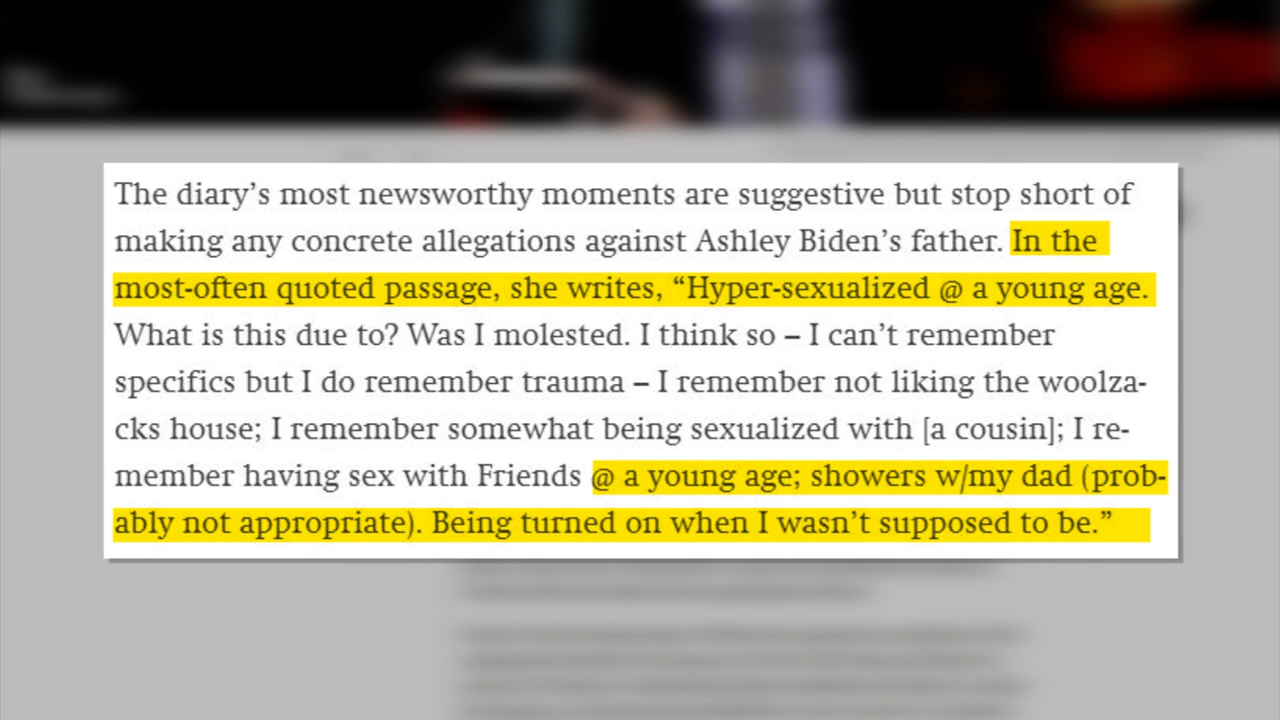 The diary’s most newsworthy moments are suggestive but stop short of
making any concrete allegations against Ashley Biden’s father. In the
most-often quoted passage, she writes, “Hyper-sexualized @ a young age.
What is this due to? Was I molested. I think so – I can’t remember
specifics but I do remember trauma – I remember not liking the woolza-
cks house; I remember somewhat being sexualized with [a cousin]; I re-
member having sex with Friends @ a young age; showers w/my dad (prob-
ably not appropriate). Being turned on when I wasn’t supposed to be.”